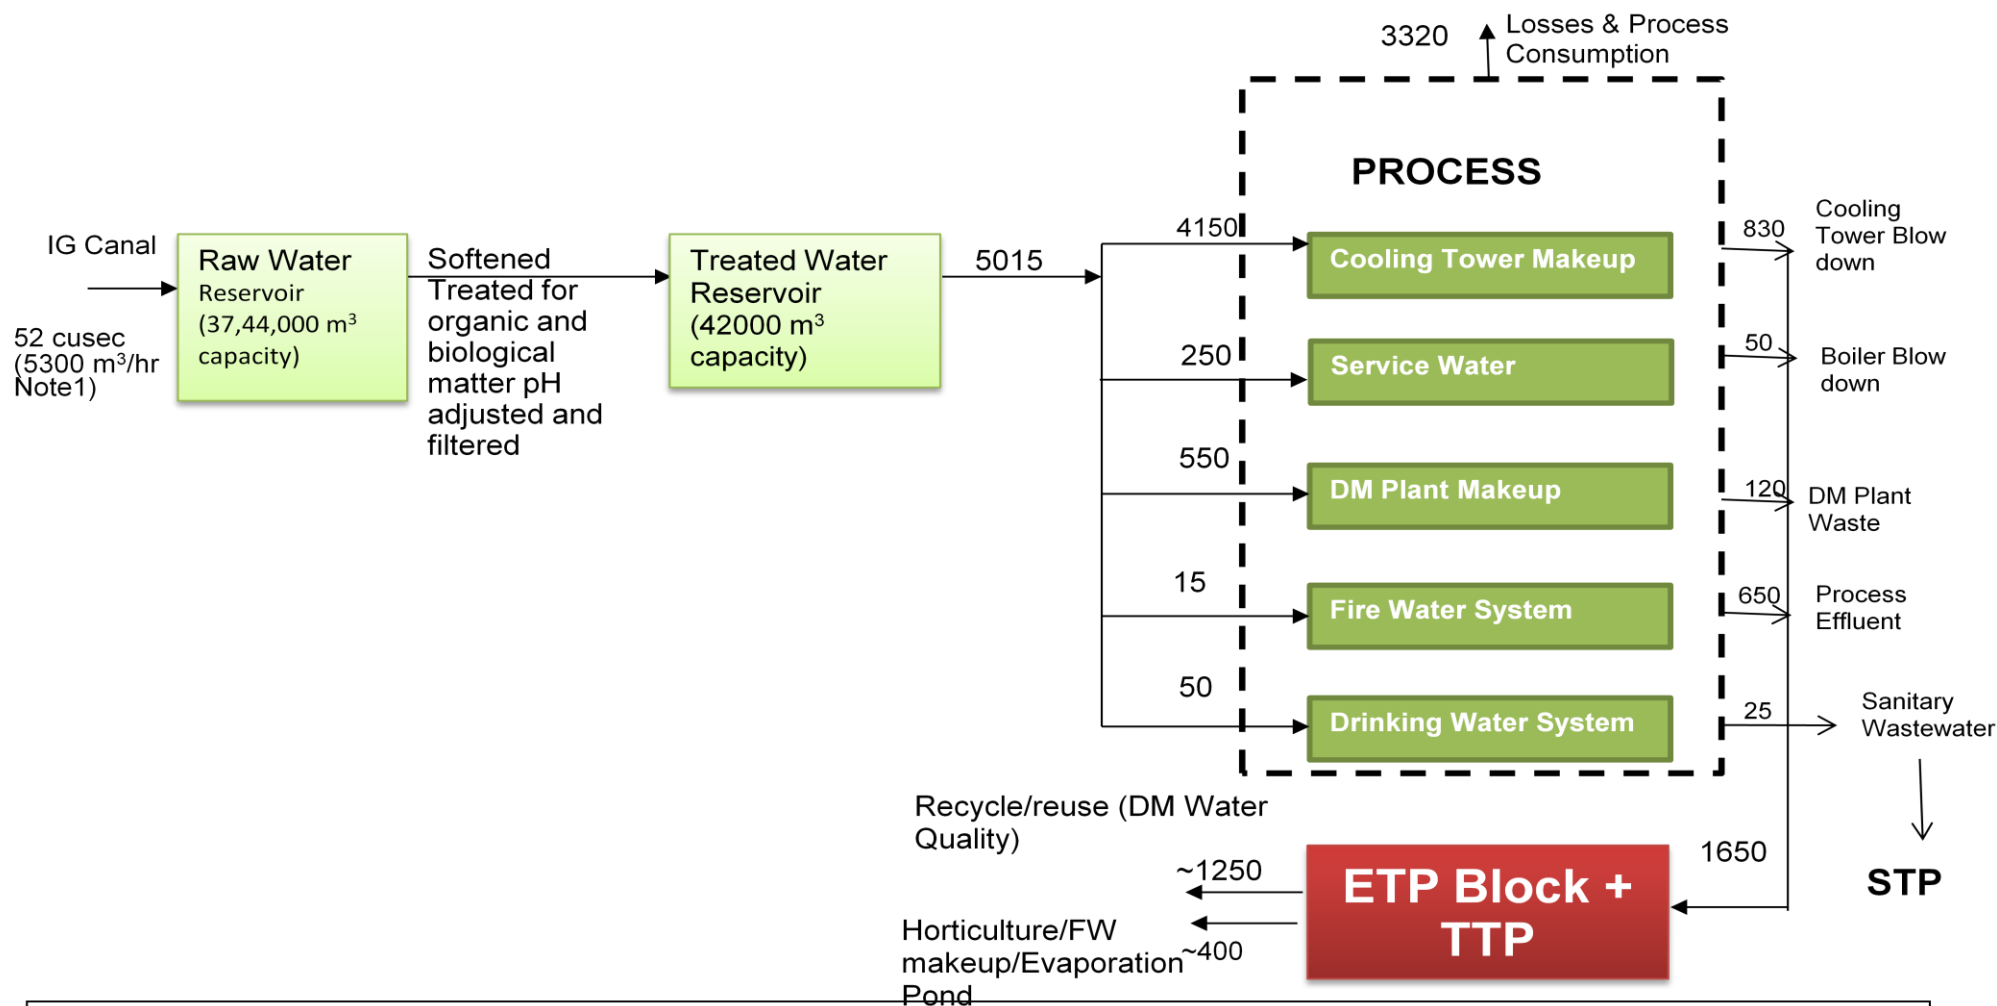 3320
Losses & Process
Consumption
PROCESS
IG Canal
52 cusec
(5300 m³/hr
Note1)
Raw Water
Reservoir
(37,44,000 m³
capacity)
Softened
Treated for
organic and
biological
matter pH
adjusted and
filtered
Treated Water
Reservoir
(42000 m³
capacity)
5015
4150
Cooling Tower Makeup
830
Cooling
Tower Blow
down
250
Service Water
50
Boiler Blow
down
550
DM Plant Makeup
120
DM Plant
Waste
15
Fire Water System
650
Process
Effluent
50
Drinking Water System
25
Sanitary
Wastewater
STP
1650
ETP Block +
TTP
Recycle/reuse (DM Water
Quality)
~1250
Horticulture/FW
makeup/Evaporation
Pond
~400